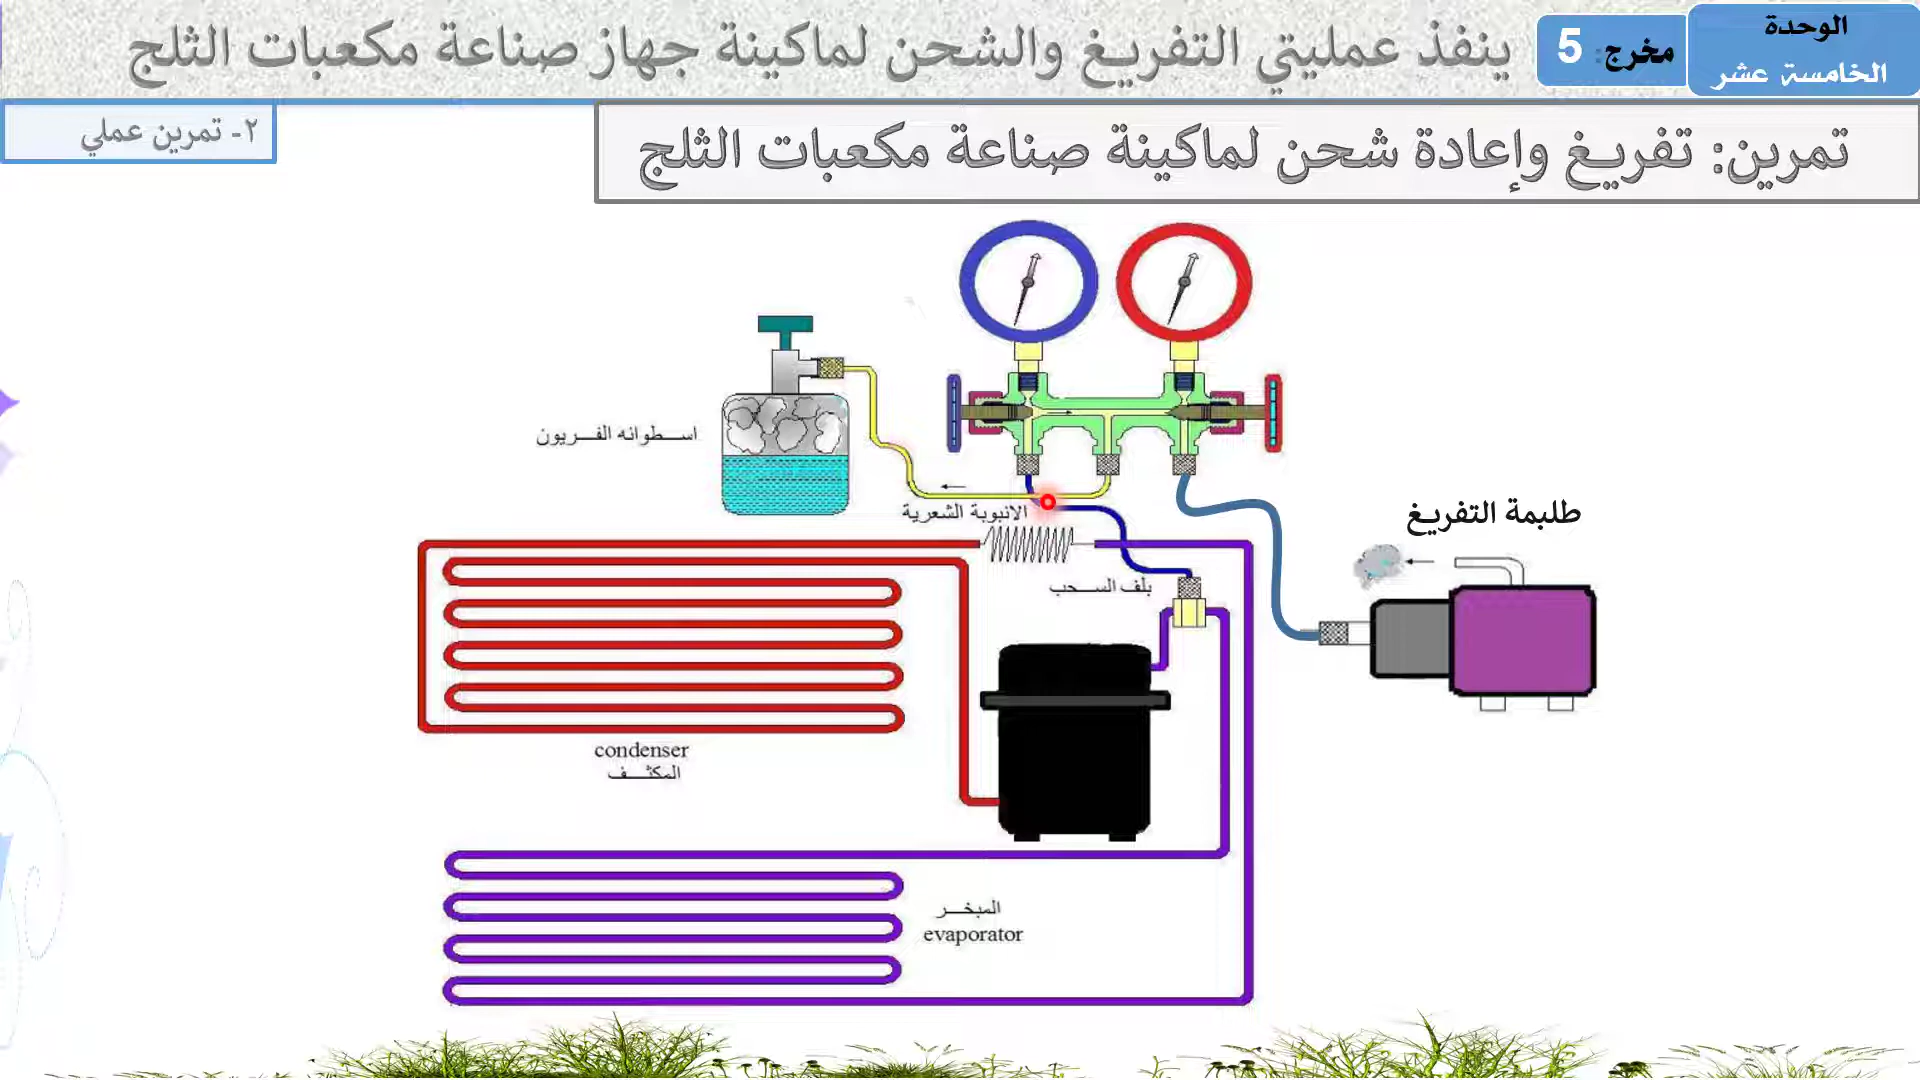 الوحدة
الخامسة عشر
مخرج: 5
ينفذ عمليتي التفريغ والشحن لماكينة جهاز صناعة مكعبات الثلج
٢- تمرين عملي
تمرين: تفريغ وإعادة شحن لماكينة صناعة مكعبات الثلج
اسطوانه الفريون
الانبوبة الشعرية
طلبمة التفريغ
بلف السحب
condenser
المكثف
المبخر
evaporator